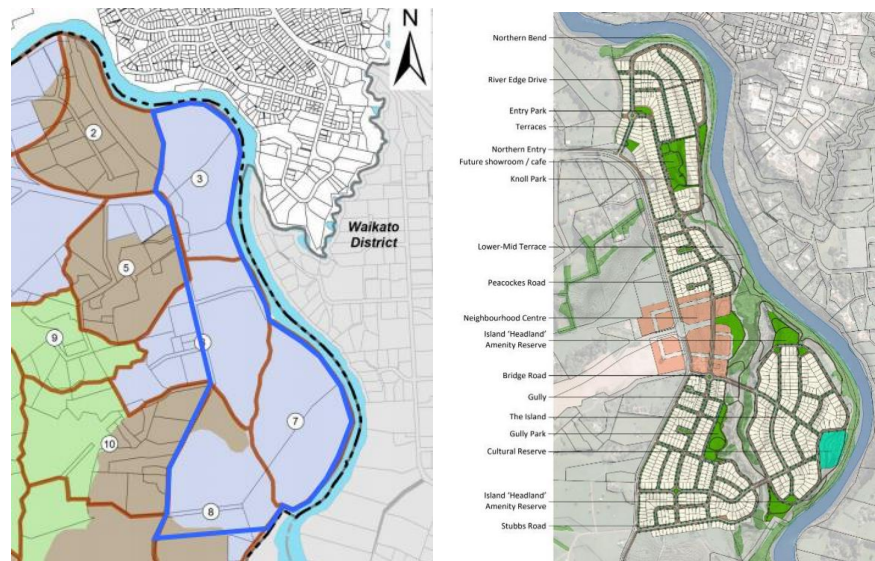 N
2
3
Waikato
District
5
9
6
7
10
8
Northern Bend
River Edge Drive
Entry Park
Terraces
Northern Entry
Future showroom / cafe
Knoll Park
Lower-Mid Terrace
Peacockes Road
Neighbourhood Centre
Island 'Headland'
Amenity Reserve
Bridge Road
Gully
The Island
Gully Park
Cultural Reserve
Island 'Headland'
Amenity Reserve
Stubbs Road